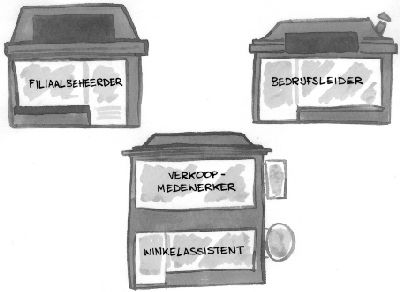 FILIAALBEHEERDER
BEDRIJFSLEIDER
VERKOOP-
MEDEWERKER
WINKELASSISTENT